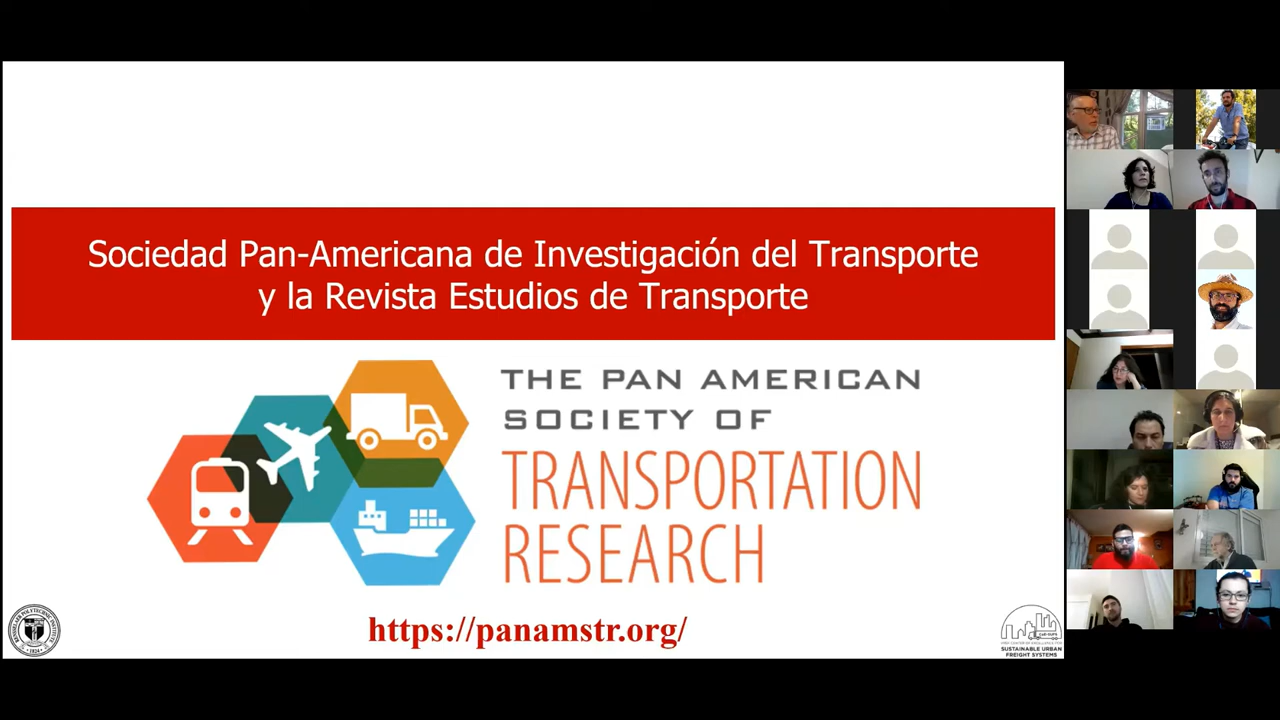 Sociedad Pan-Americana de Investigación del Transporte
y la Revista Estudios de Transporte
THE PAN AMERICAN
SOCIETY OF
TRANSPORTATION
RESEARCH
https://panamstr.org/
SUSTAINABLE URBAN
FREIGHT SYSTEMS